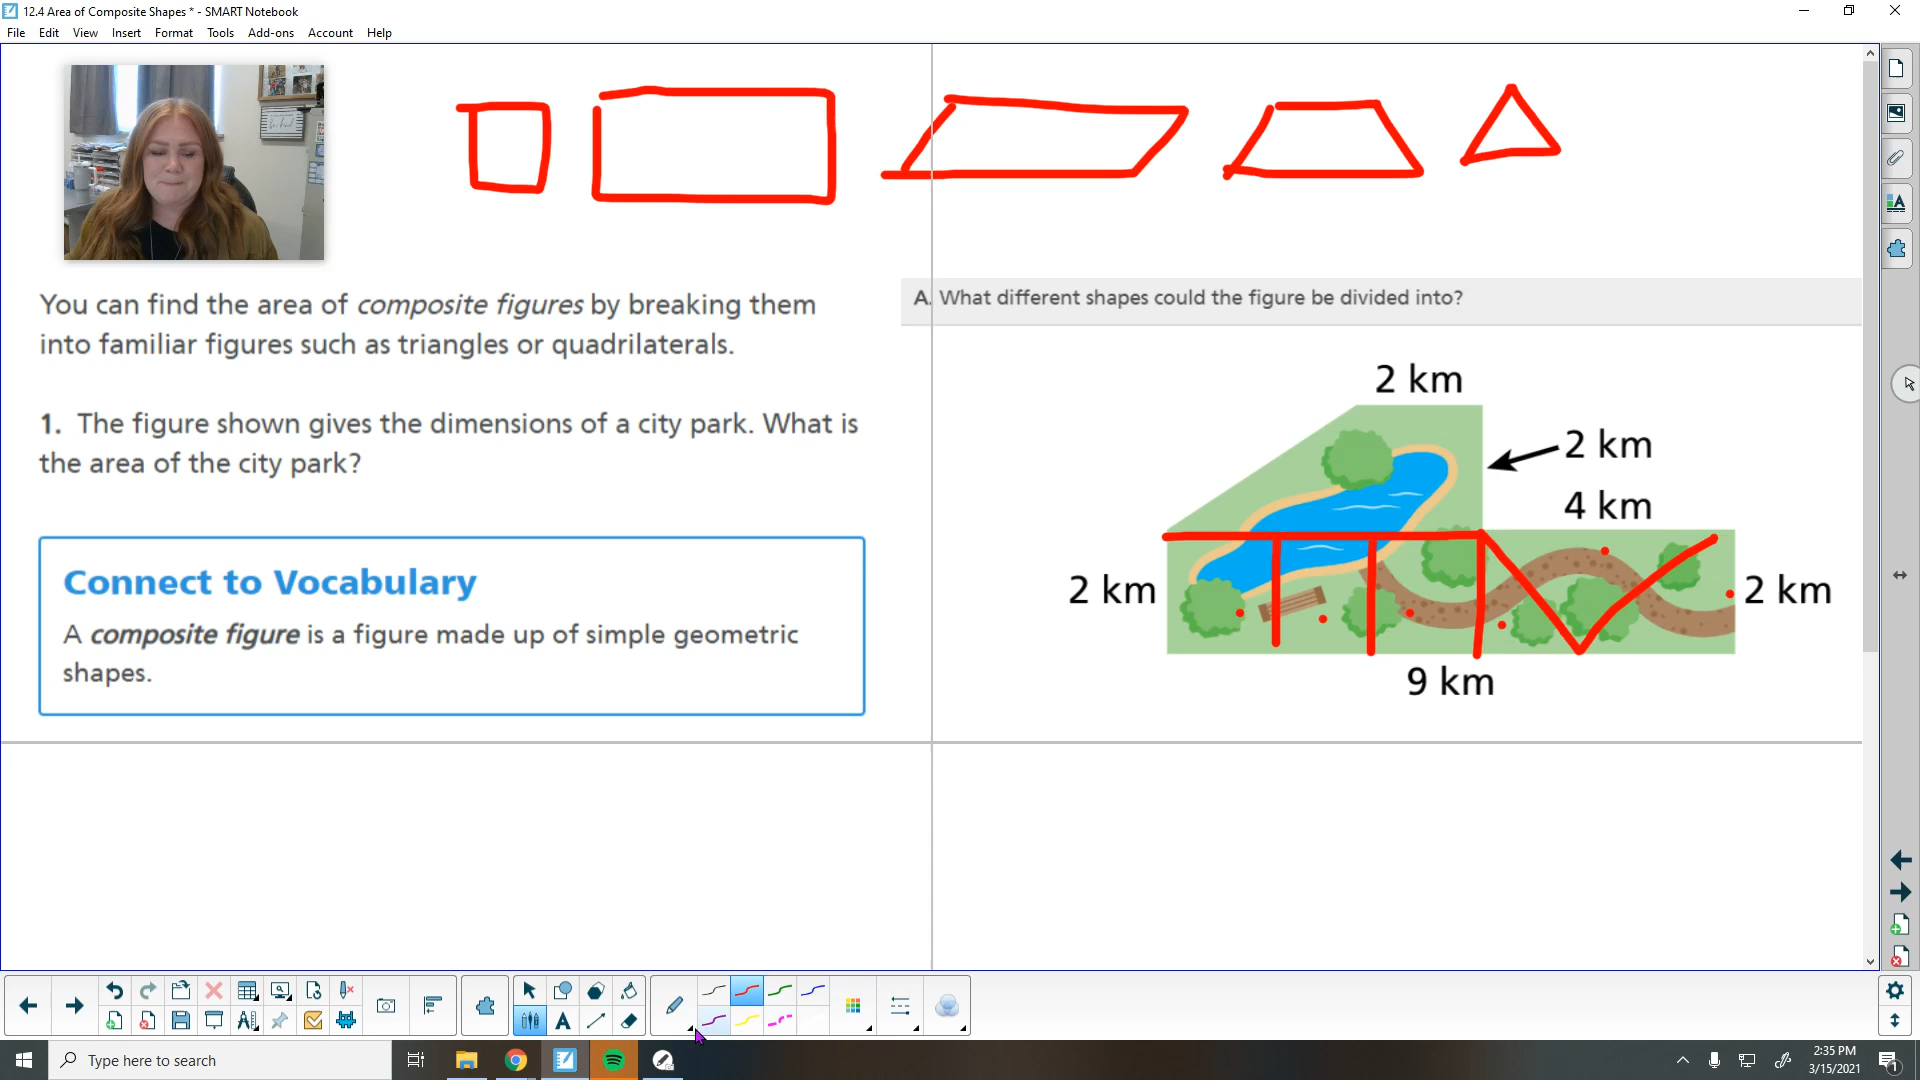 12.4 Area of Composite Shapes * - SMART Notebook
File Edit View Insert Format Tools Add-ons Account Help
You can find the area of composite figures by breaking them
into familiar figures such as triangles or quadrilaterals.
1. The figure shown gives the dimensions of a city park. What is
the area of the city park?
Connect to Vocabulary
A composite figure is a figure made up of simple geometric
shapes.
A. What different shapes could the figure be divided into?
2 km
2 km
4 km
2 km
2 km
9 km
Type here to search
2:35 PM
3/15/2021
1